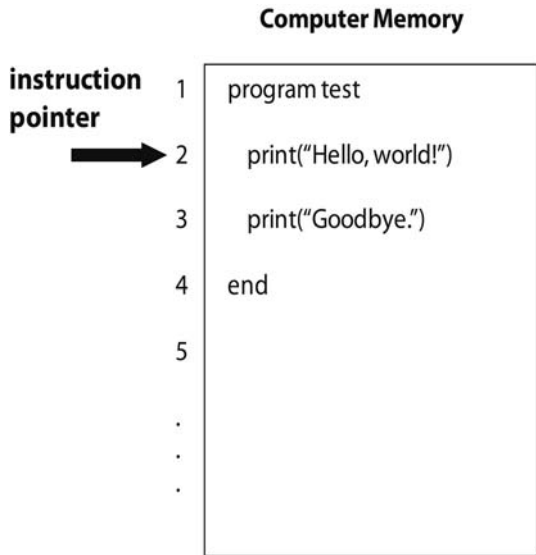 Computer Memory
instruction
pointer
1 program test
2 print(“Hello, world!”)
3 print(“Goodbye.”)
4 end
5
.
.
.